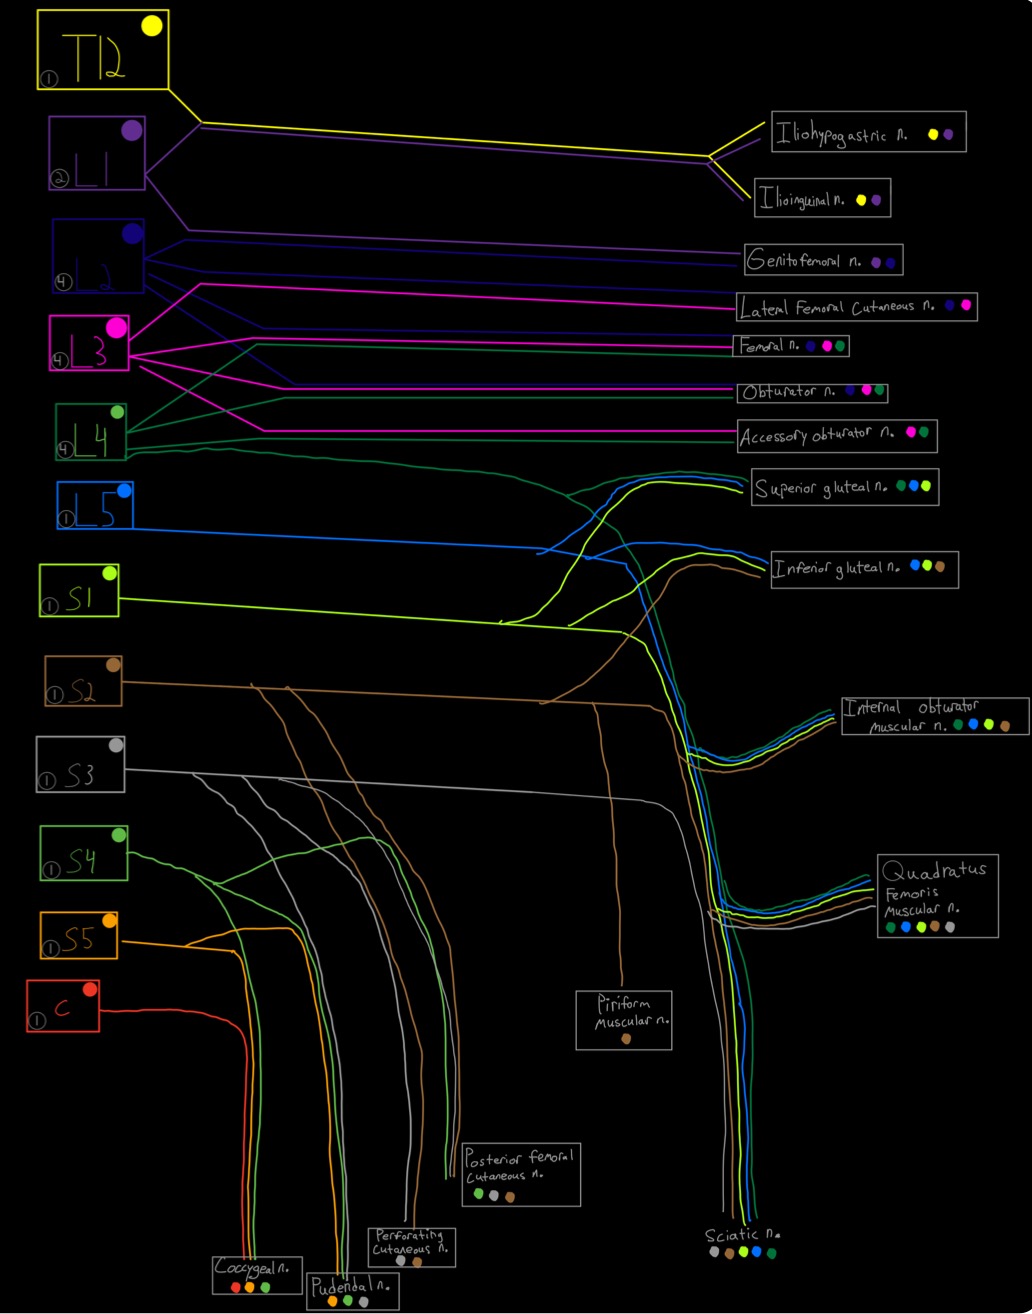 T12
①
Iliohypogastric n.
L1
②
Ilioinguinal n.
L2
④
Genitofemoral n.
Lateral Femoral Cutaneous n.
L3
④
Femoral n.
Obturator n.
L4
④
Accessory obturator n.
L5
①
Superior gluteal n.
S1
①
Inferior gluteal n.
S2
①
Internal obturator
muscular n.
S3
①
S4
①
Quadratus
Femoris
Muscular n.
S5
①
C
①
Piriform
Muscular n.
Posterior femoral
Cutaneous n.
Perforating
Cutaneous n.
Sciatic n.
Coccygeal n.
Pudendal n.